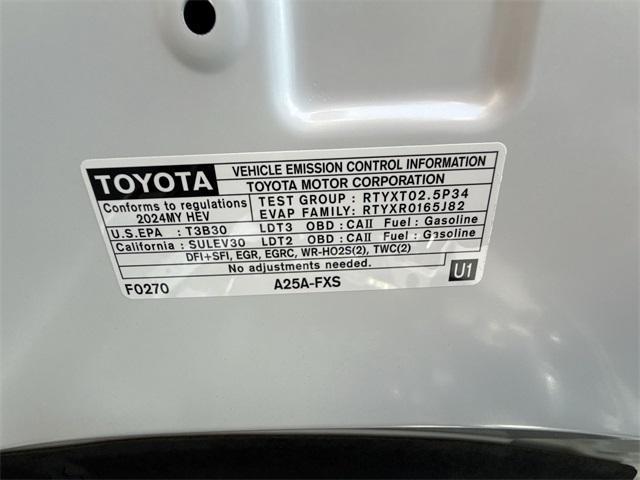 TOYOTA
VEHICLE EMISSION CONTROL INFORMATION
TOYOTA MOTOR CORPORATION
Conforms to regulations
2024MY HEV
TEST GROUP : RTYXT02.5P34
EVAP FAMILY: RTYXR0165J82
U.S.EPA : T3B30 LDT3 OBD : CAII Fuel : Gasoline
California : SULEV30 LDT2 OBD : CAII Fuel : Gasoline
DFI+SFI, EGR, EGRC, WR-HO2S(2), TWC(2)
No adjustments needed.
F0270 A25A-FXS U1